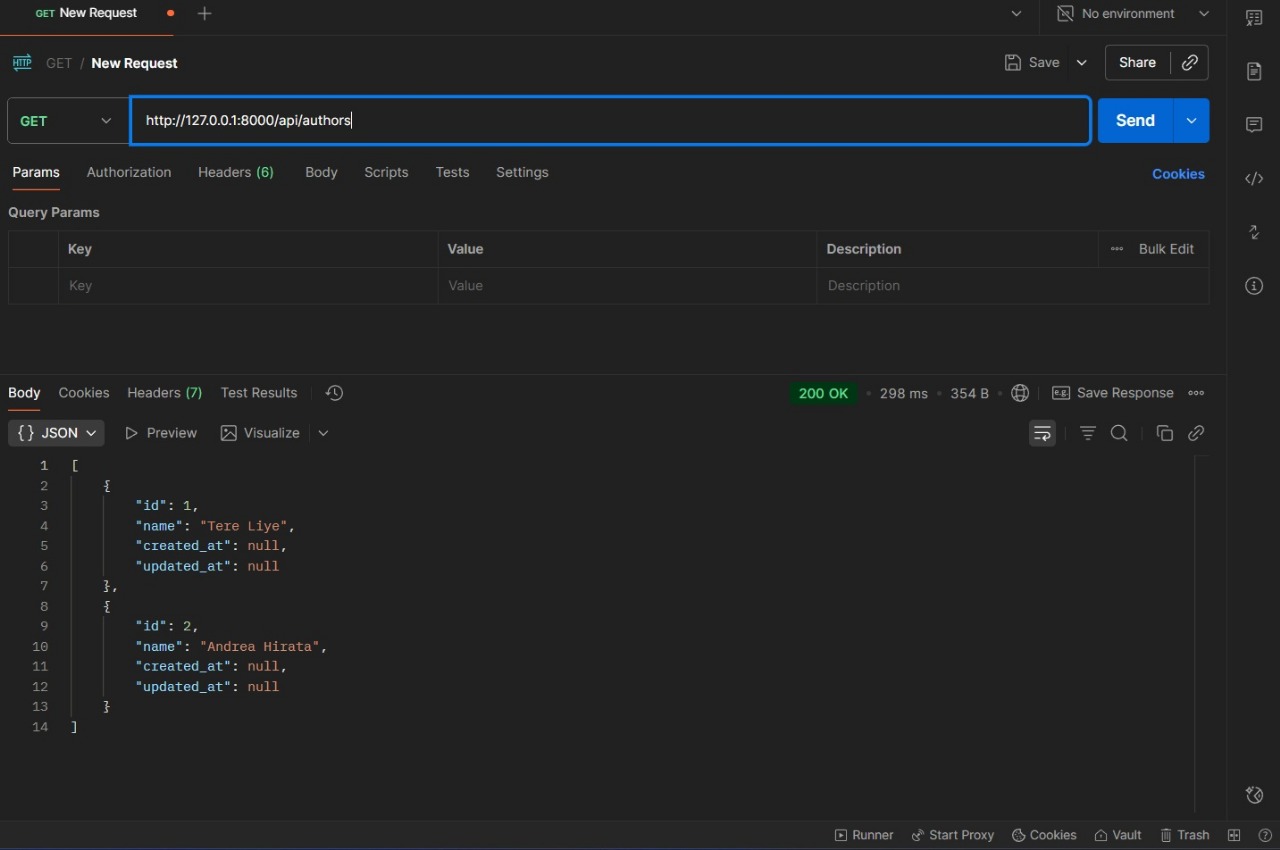 GET New Request
No environment
HTTP GET / New Request
Save
Share
GET
http://127.0.0.1:8000/api/authors
Send
Params Authorization Headers (6) Body Scripts Tests Settings
Cookies
Query Params
Key Value Description ••• Bulk Edit
Key Value Description
Body Cookies Headers (7) Test Results
200 OK • 298 ms • 354 B •
e.g. Save Response •••
{} JSON Preview Visualize
1 [
2 {
3 "id": 1,
4 "name": "Tere Liye",
5 "created_at": null,
6 "updated_at": null
7 },
8 {
9 "id": 2,
10 "name": "Andrea Hirata",
11 "created_at": null,
12 "updated_at": null
13 }
14 ]
Runner Start Proxy Cookies Vault Trash